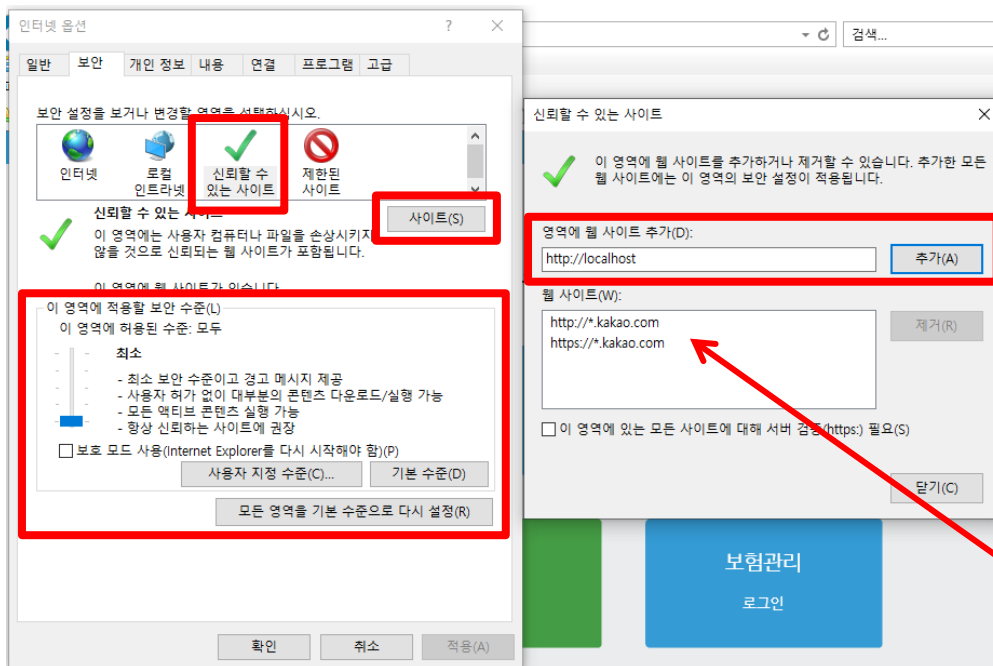 인터넷 옵션
?
일반 보안 개인 정보 내용 연결 프로그램 고급
보안 설정을 보거나 변경할 영역을 선택하십시오.
인터넷
로컬
인트라넷
신뢰할 수
있는 사이트
제한된
사이트
신뢰할 수 있는
사이트(S)
이 영역에는 사용자 컴퓨터나 파일을 손상시키지
않을 것으로 신뢰되는 웹 사이트가 포함됩니다.
이 영역에 웹 사이트가 있습니다.
이 영역에 적용할 보안 수준(L)
이 영역에 허용된 수준: 모두
최소
- 최소 보안 수준이고 경고 메시지 제공
- 사용자 허가 없이 대부분의 콘텐츠 다운로드/실행 가능
- 모든 액티브 콘텐츠 실행 가능
- 항상 신뢰하는 사이트에 권장
보호 모드 사용(Internet Explorer를 다시 시작해야 함)(P)
사용자 지정 수준(C)...
기본 수준(D)
모든 영역을 기본 수준으로 다시 설정(R)
확인
취소
적용(A)
검색...
신뢰할 수 있는 사이트
이 영역에 웹 사이트를 추가하거나 제거할 수 있습니다. 추가한 모든
웹 사이트에는 이 영역의 보안 설정이 적용됩니다.
영역에 웹 사이트 추가(D):
http://localhost
추가(A)
웹 사이트(W):
http://*.kakao.com
https://*.kakao.com
제거(R)
이 영역에 있는 모든 사이트에 대해 서버 검증(https:) 필요(S)
닫기(C)
보험관리
로그인